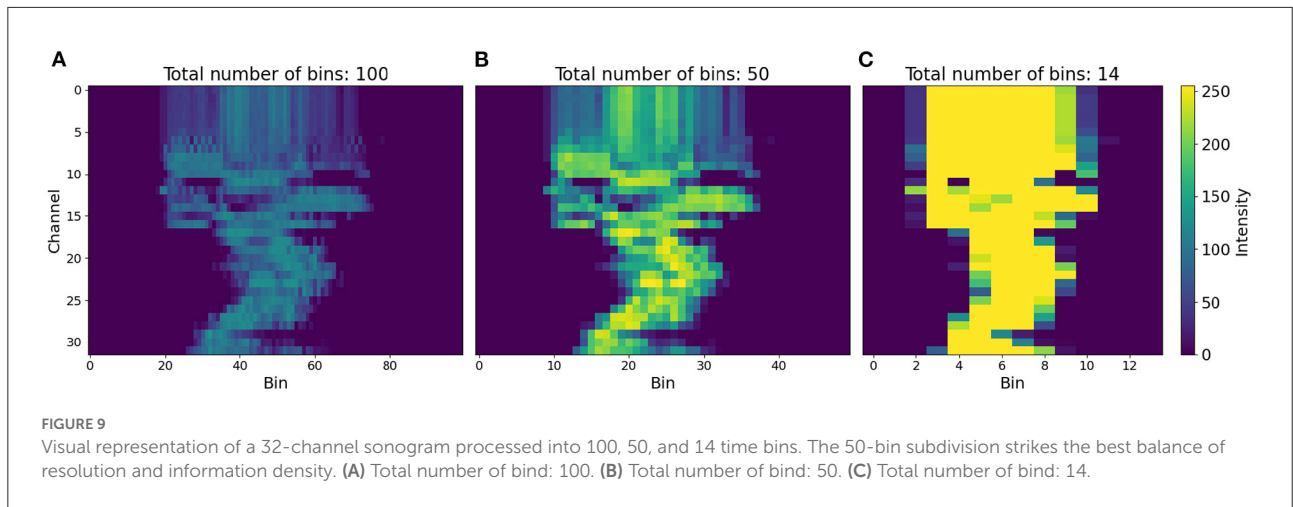 A
B
C
Total number of bins: 100
Total number of bins: 50
Total number of bins: 14
0
5
10
15
20
25
30
Channel
0 20 40 60 80
Bin
0 10 20 30 40
Bin
0 2 4 6 8 10 12
Bin
250
200
150
100
50
0
Intensity
FIGURE 9
Visual representation of a 32-channel sonogram processed into 100, 50, and 14 time bins. The 50-bin subdivision strikes the best balance of
resolution and information density. (A) Total number of bind: 100. (B) Total number of bind: 50. (C) Total number of bind: 14.